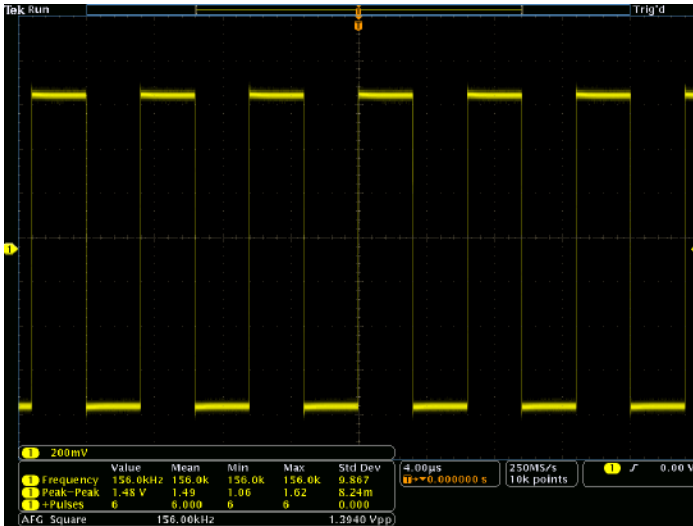 Tek Run Trig'd
T
T
1
1 200mV
Value Mean Min Max Std Dev
1 Frequency 156.0kHz 156.0k 156.0k 156.0k 9.867
1 Peak-Peak 1.48 V 1.49 1.06 1.62 8.24m
1 +Pulses 6 6.000 6 6 0.000
4.00µs
T→▼0.000000 s
250MS/s
10k points
1 0.00 V
AFG Square 156.00kHz 1.3940 Vpp